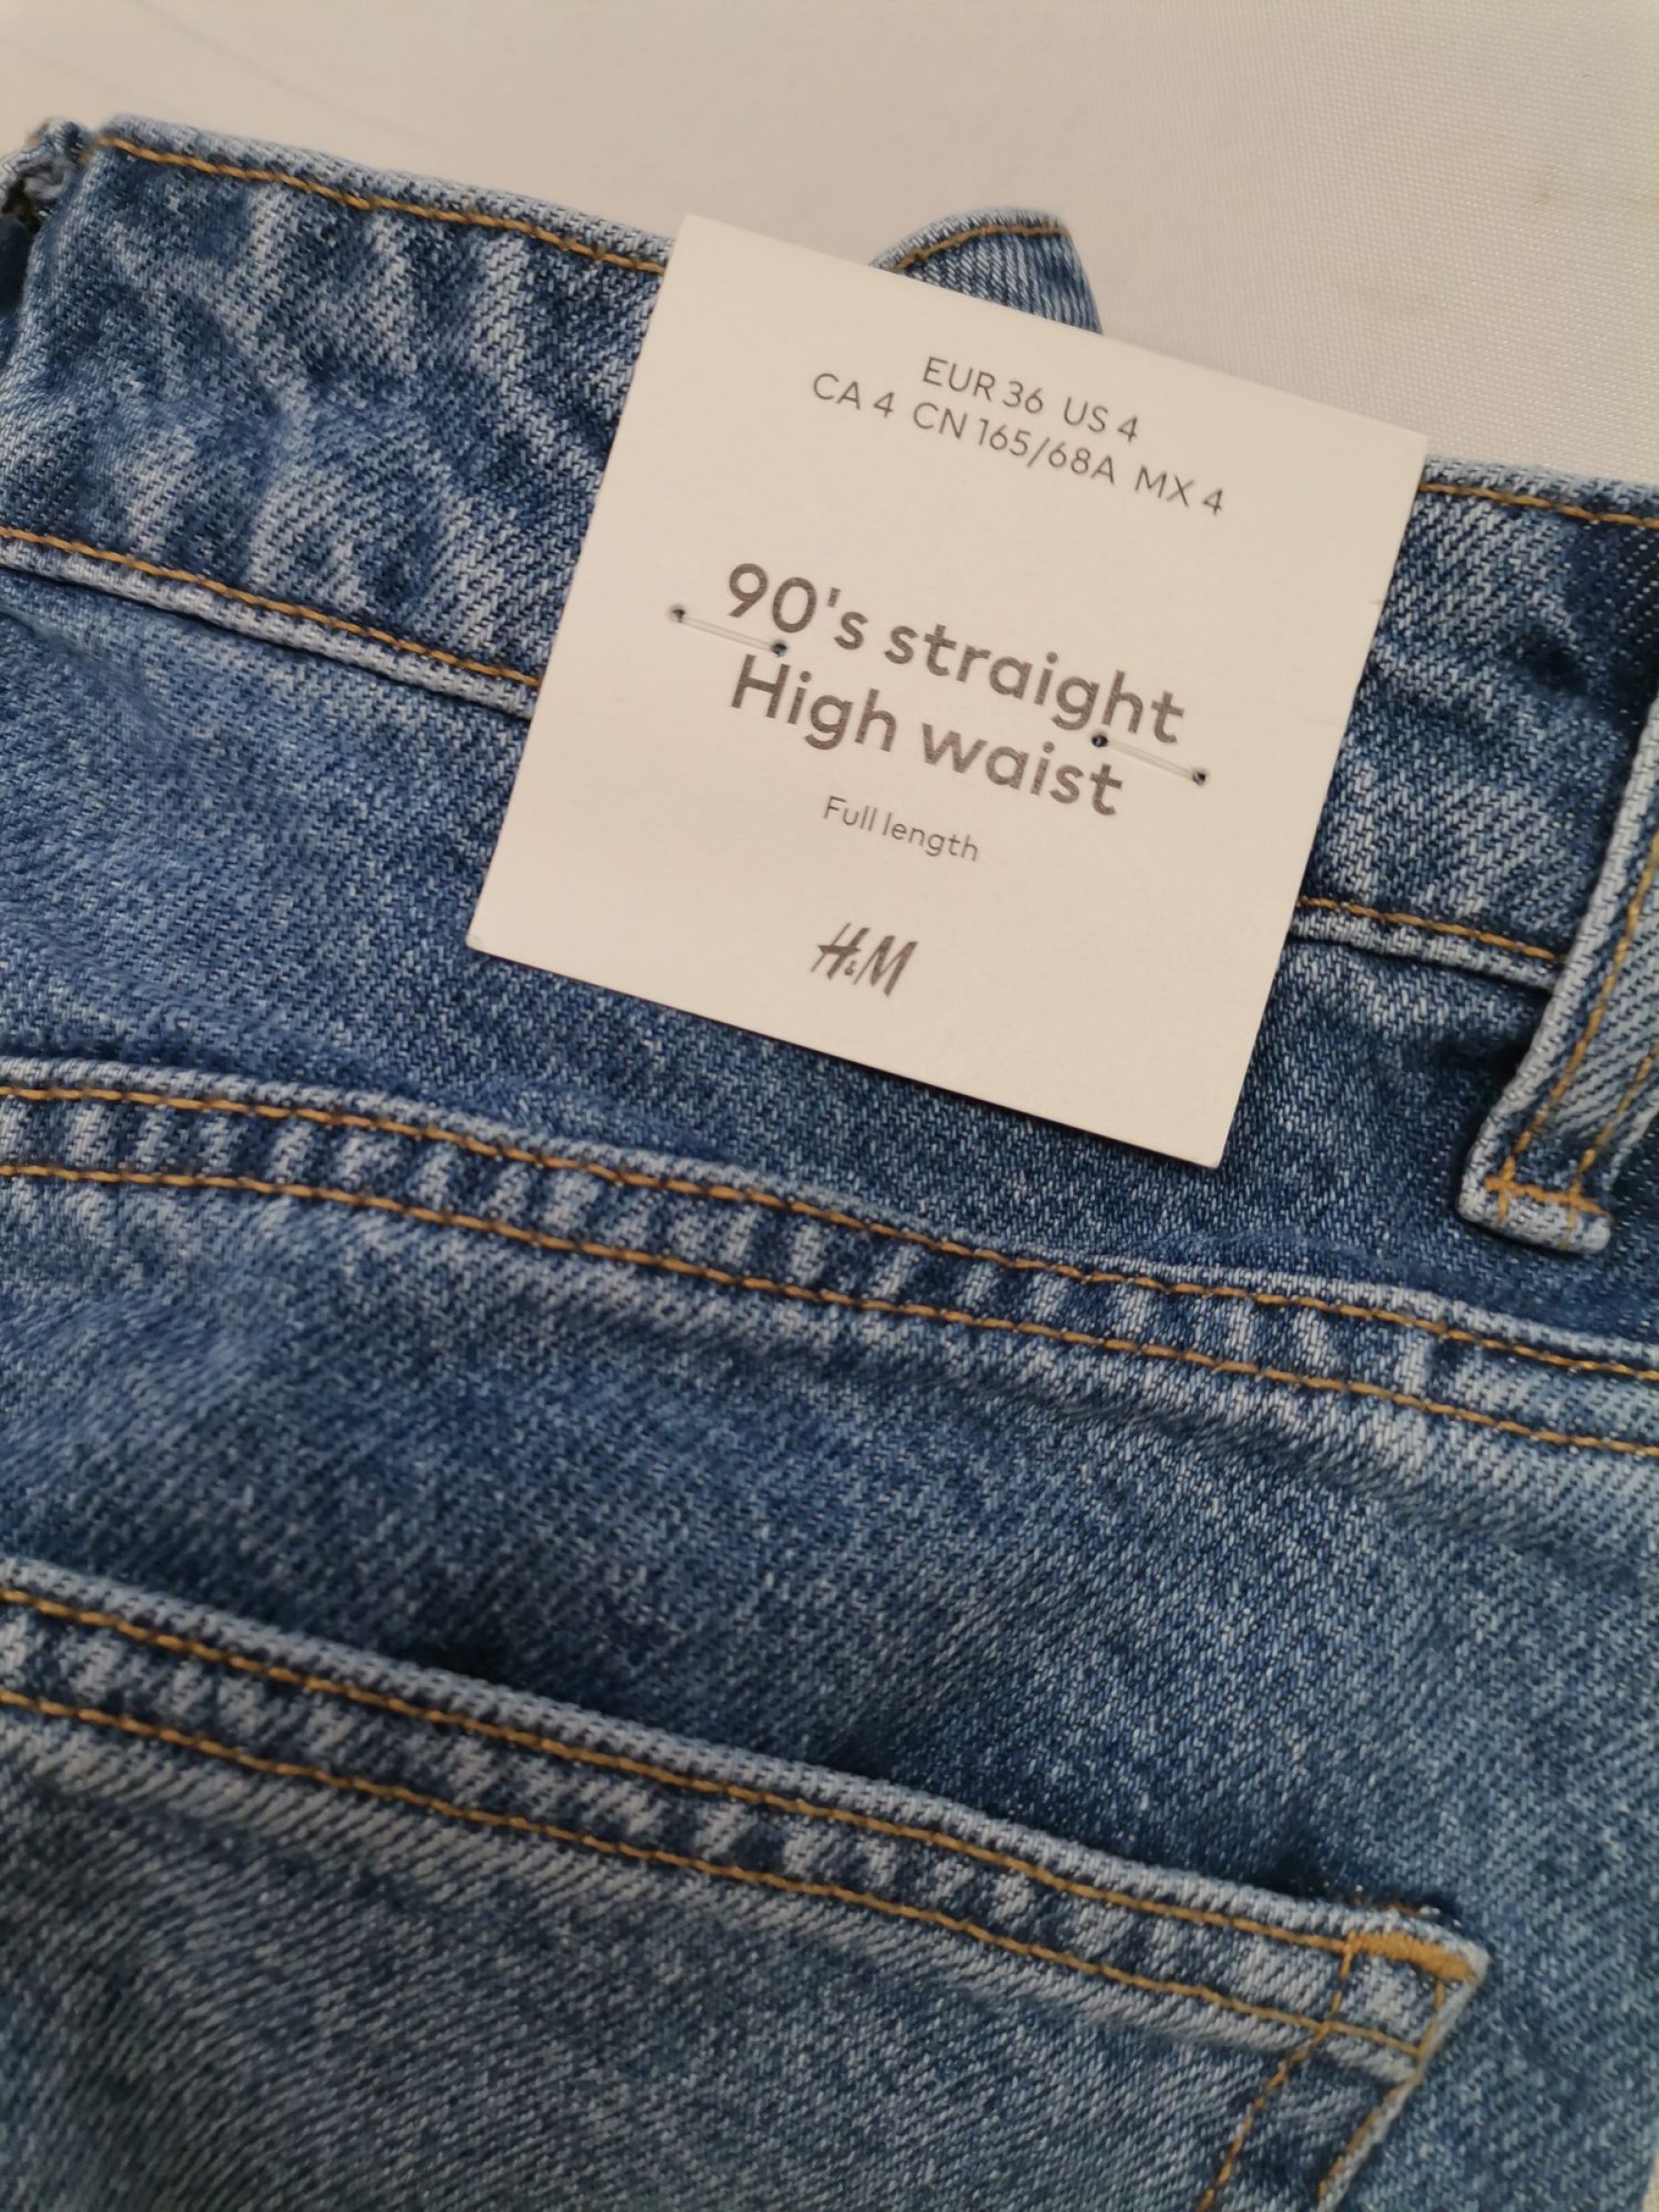 EUR 36 US 4
CA 4 CN 165/68A MX 4
90's straight
High waist
Full length
H&M